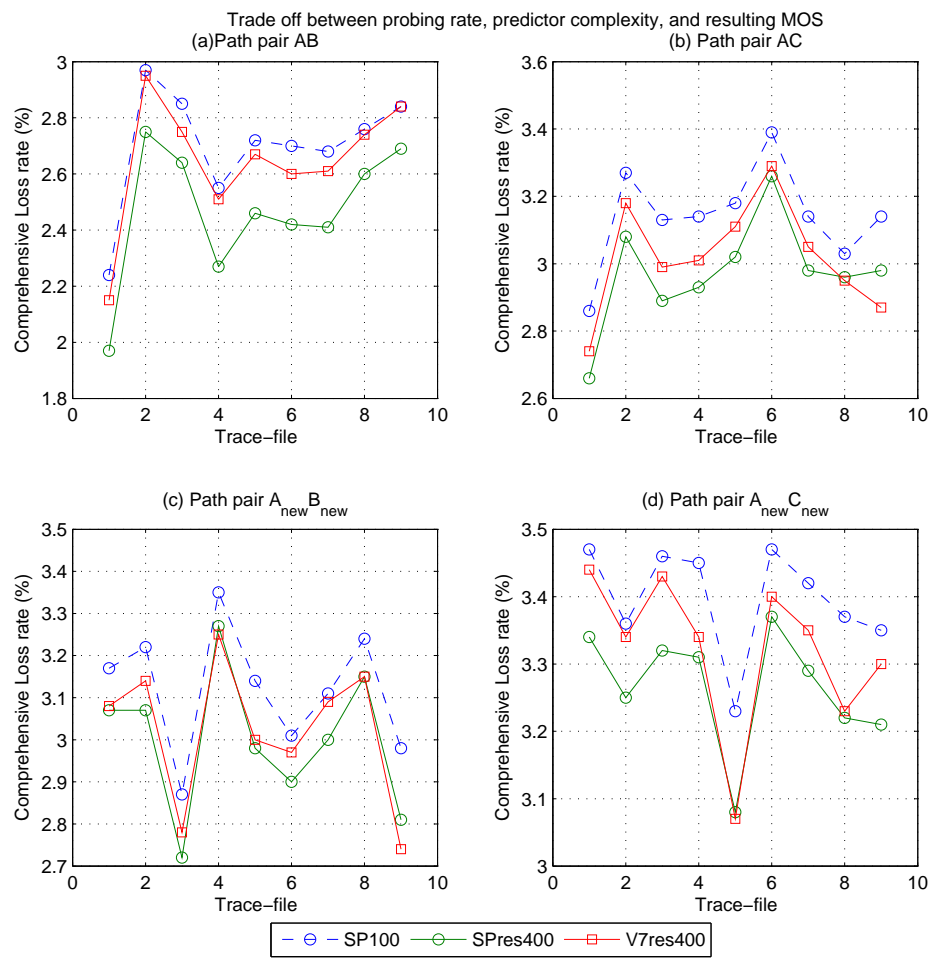 Trade off between probing rate, predictor complexity, and resulting MOS
(a)Path pair AB
Comprehensive Loss rate (%)
3
2.8
2.6
2.4
2.2
2
1.8
0 2 4 6 8 10
Trace-file
(b) Path pair AC
Comprehensive Loss rate (%)
3.6
3.4
3.2
3
2.8
2.6
0 2 4 6 8 10
Trace-file
(c) Path pair AnewBnew
Comprehensive Loss rate (%)
3.5
3.4
3.3
3.2
3.1
3
2.9
2.8
2.7
0 2 4 6 8 10
Trace-file
(d) Path pair AnewCnew
Comprehensive Loss rate (%)
3.5
3.4
3.3
3.2
3.1
3
0 2 4 6 8 10
Trace-file
SP100 SPres400 V7res400